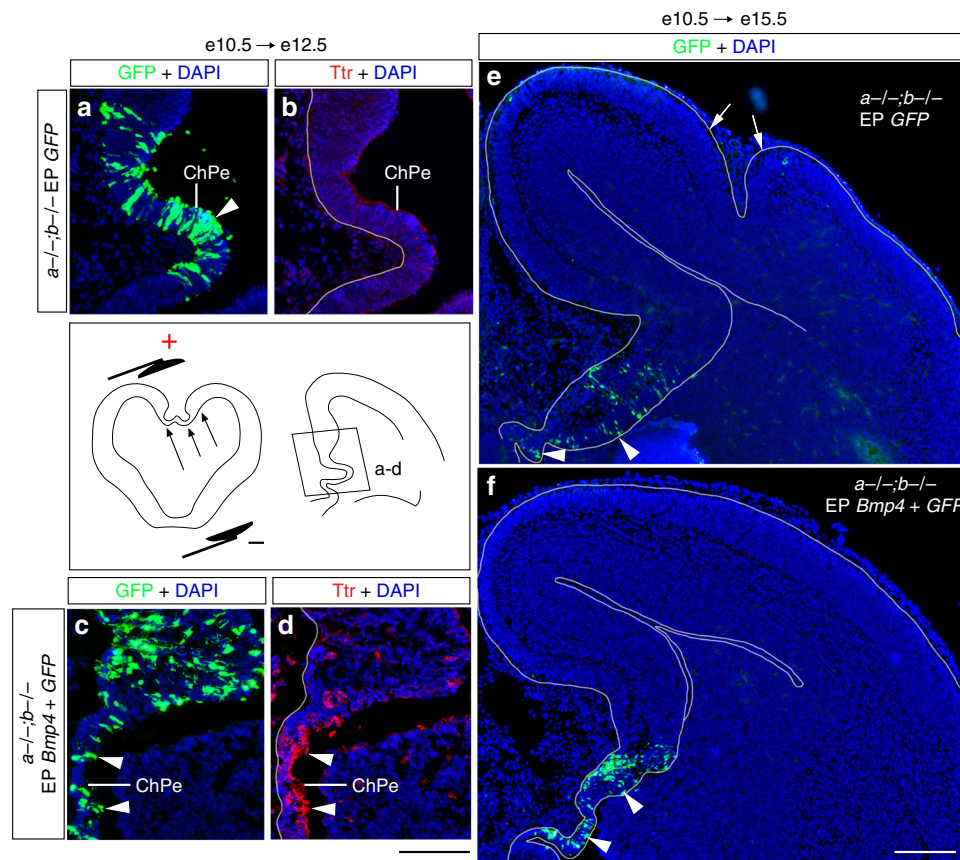 e10.5 → e12.5
GFP + DAPI
Ttr + DAPI
a–/–;b–/– EP GFP
a
ChPe
b
ChPe
+
–
a-d
GFP + DAPI
Ttr + DAPI
a–/–;b–/–
EP Bmp4 + GFP
c
d
ChPe
e10.5 → e15.5
GFP + DAPI
e
a–/–;b–/–
EP GFP
f
a–/–;b–/–
EP Bmp4 + GFP